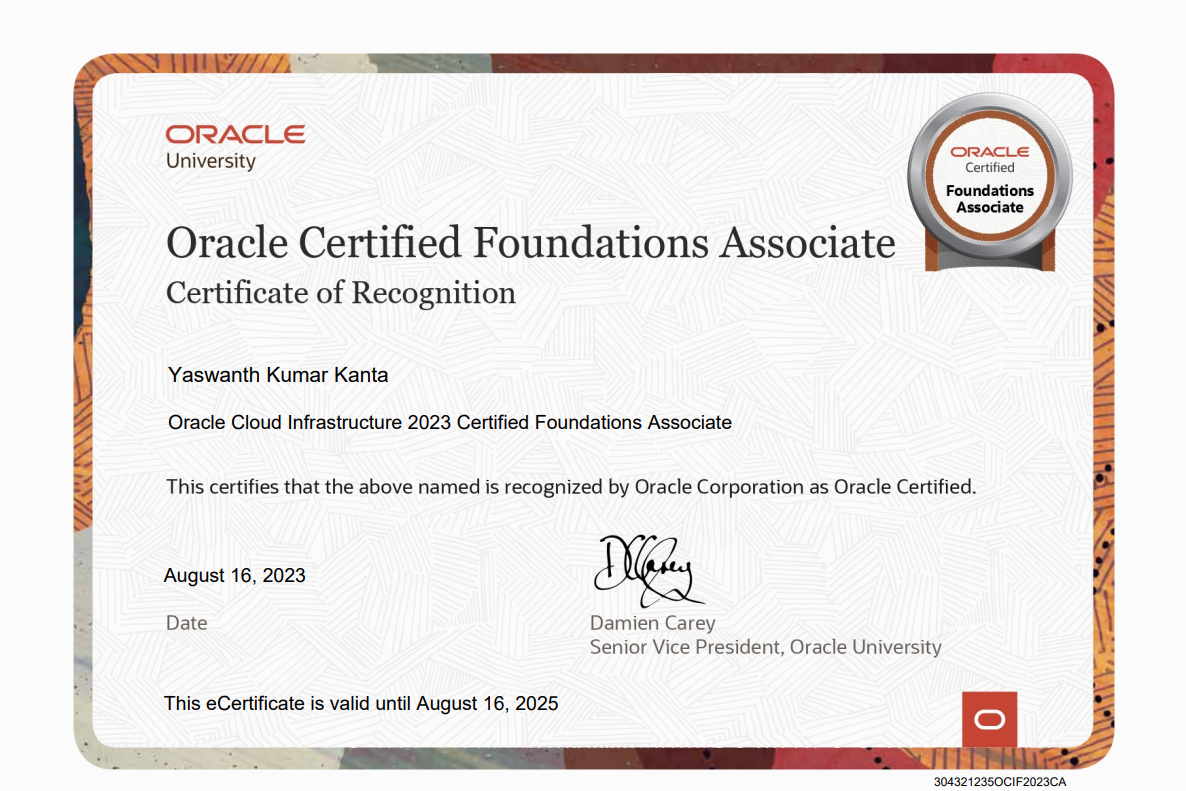 ORACLE
University
ORACLE
Certified
Foundations
Associate
Oracle Certified Foundations Associate
Certificate of Recognition
Yaswanth Kumar Kanta
Oracle Cloud Infrastructure 2023 Certified Foundations Associate
This certifies that the above named is recognized by Oracle Corporation as Oracle Certified.
DCarey
August 16, 2023
Date
Damien Carey
Senior Vice President, Oracle University
This eCertificate is valid until August 16, 2025
304321235OCIF2023CA